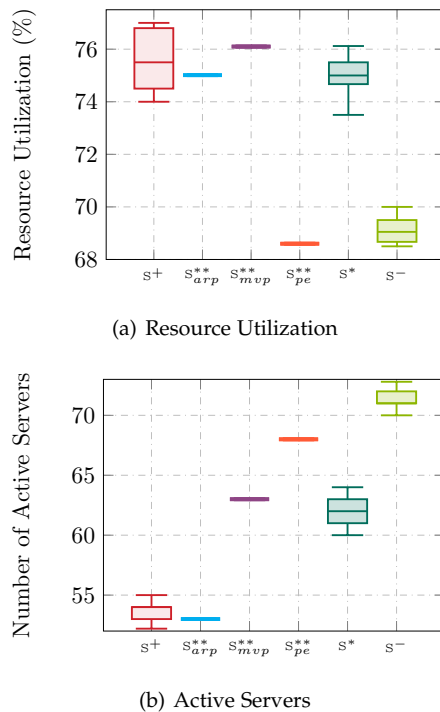 Resource Utilization (%)
76
74
72
70
68
S+ S**arp S**mvp S**pe S* S−
(a) Resource Utilization
Number of Active Servers
70
65
60
55
S+ S**arp S**mvp S**pe S* S−
(b) Active Servers